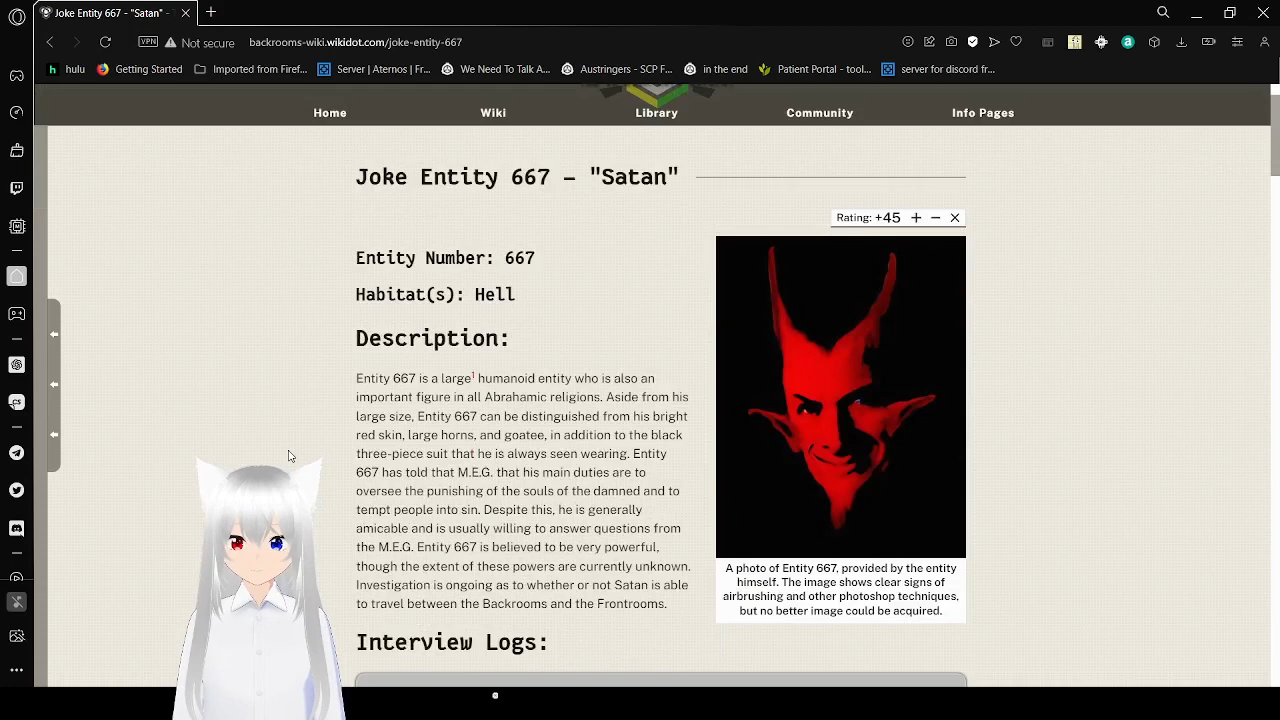 Joke Entity 667 - "Satan" -
VPN
Not secure
backrooms-wiki.wikidot.com/joke-entity-667
hulu
Getting Started
Imported from Firef...
Server | Aternos | Fr...
We Need To Talk A...
Austringers - SCP F...
in the end
Patient Portal - tool...
server for discord fr...
Home
Wiki
Library
Community
Info Pages
Joke Entity 667 – "Satan"
Rating: +45 + − ×
Entity Number: 667
Habitat(s): Hell
Description:
Entity 667 is a large1 humanoid entity who is also an
important figure in all Abrahamic religions. Aside from his
large size, Entity 667 can be distinguished from his bright
red skin, large horns, and goatee, in addition to the black
three-piece suit that he is always seen wearing. Entity
667 has told that M.E.G. that his main duties are to
oversee the punishing of the souls of the damned and to
tempt people into sin. Despite this, he is generally
amicable and is usually willing to answer questions from
the M.E.G. Entity 667 is believed to be very powerful,
though the extent of these powers are currently unknown.
Investigation is ongoing as to whether or not Satan is able
to travel between the Backrooms and the Frontrooms.
A photo of Entity 667, provided by the entity
himself. The image shows clear signs of
airbrushing and other photoshop techniques,
but no better image could be acquired.
Interview Logs: